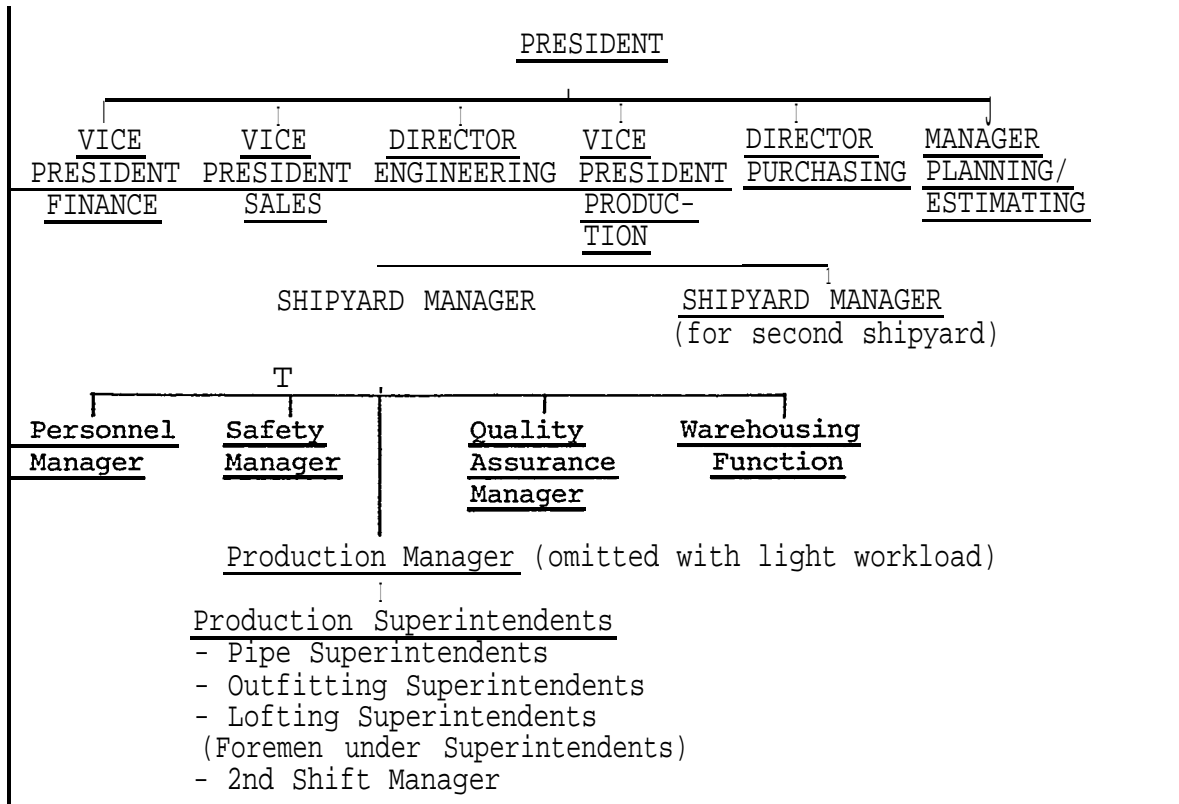 PRESIDENT
VICE VICE DIRECTOR VICE DIRECTOR MANAGER
PRESIDENT PRESIDENT ENGINEERING PRESIDENT PURCHASING PLANNING/
FINANCE SALES PRODUC- ESTIMATING
TION
SHIPYARD MANAGER SHIPYARD MANAGER
(for second shipyard)
T
Personnel Safety Quality Warehousing
Manager Manager Assurance Function
Manager
Production Manager (omitted with light workload)
Production Superintendents
- Pipe Superintendents
- Outfitting Superintendents
- Lofting Superintendents
(Foremen under Superintendents)
- 2nd Shift Manager